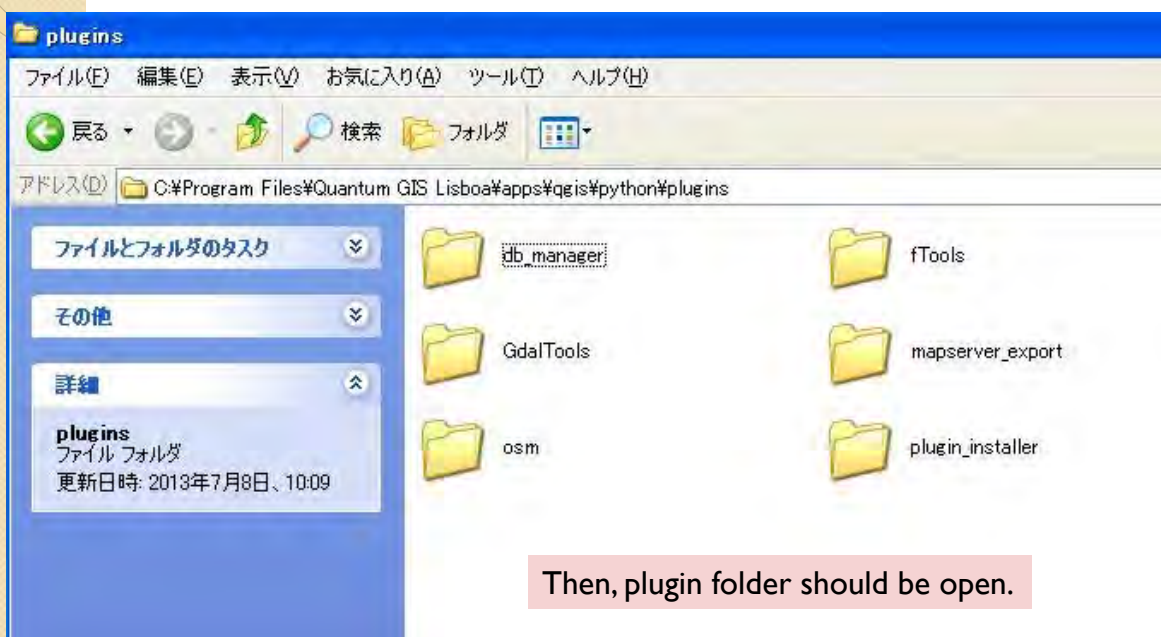 plugins
ファイル(F) 編集(E) 表示(V) お気に入り(A) ツール(T) ヘルプ(H)
戻る 検索 フォルダ
アドレス(D) C:¥Program Files¥Quantum GIS Lisboa¥apps¥qgis¥python¥plugins
ファイルとフォルダのタスク
その他
詳細
plugins
ファイル フォルダ
更新日時: 2013年7月8日、10:09
db_manager
fTools
GdalTools
mapserver_export
osm
plugin_installer
Then, plugin folder should be open.